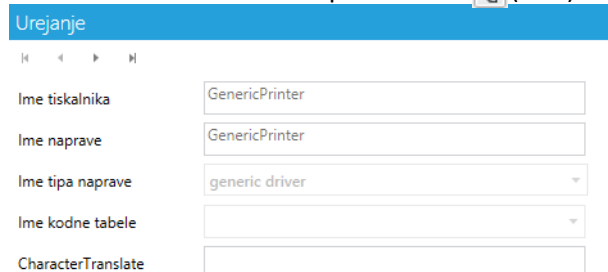 Urejanje
Ime tiskalnika GenericPrinter
Ime naprave GenericPrinter
Ime tipa naprave generic driver
Ime kodne tabele
CharacterTranslate